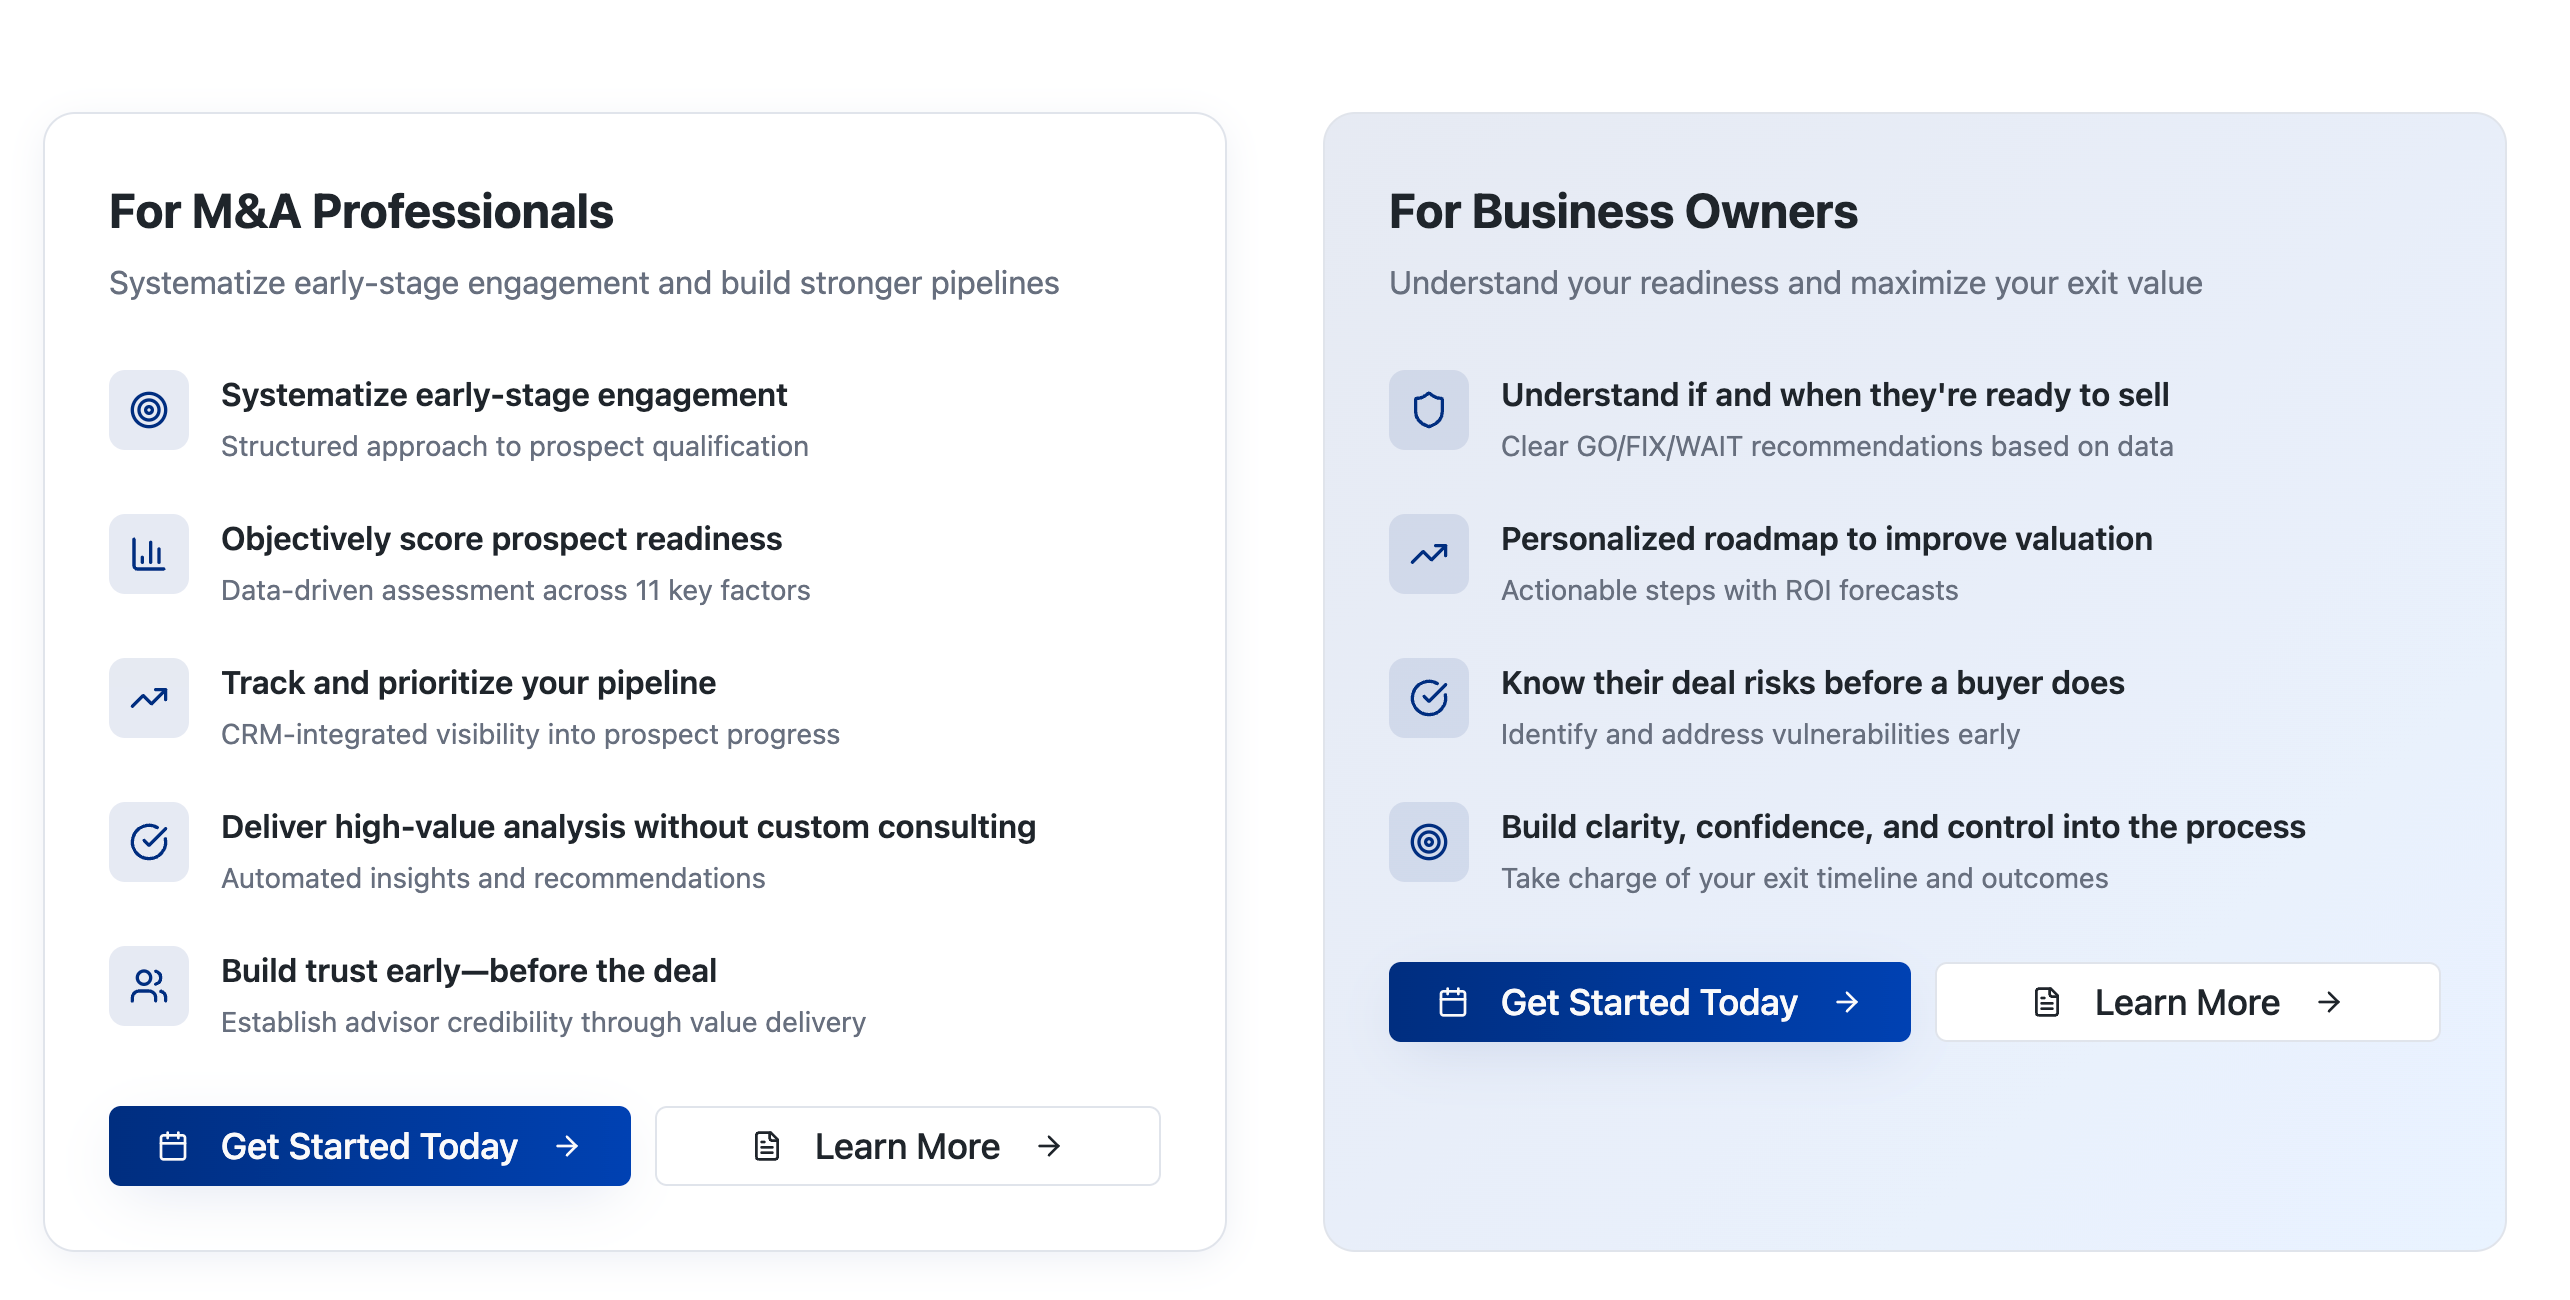 For M&A Professionals
Systematize early-stage engagement and build stronger pipelines
Systematize early-stage engagement
Structured approach to prospect qualification
Objectively score prospect readiness
Data-driven assessment across 11 key factors
Track and prioritize your pipeline
CRM-integrated visibility into prospect progress
Deliver high-value analysis without custom consulting
Automated insights and recommendations
Build trust early—before the deal
Establish advisor credibility through value delivery
Get Started Today
Learn More
For Business Owners
Understand your readiness and maximize your exit value
Understand if and when they're ready to sell
Clear GO/FIX/WAIT recommendations based on data
Personalized roadmap to improve valuation
Actionable steps with ROI forecasts
Know their deal risks before a buyer does
Identify and address vulnerabilities early
Build clarity, confidence, and control into the process
Take charge of your exit timeline and outcomes
Get Started Today
Learn More